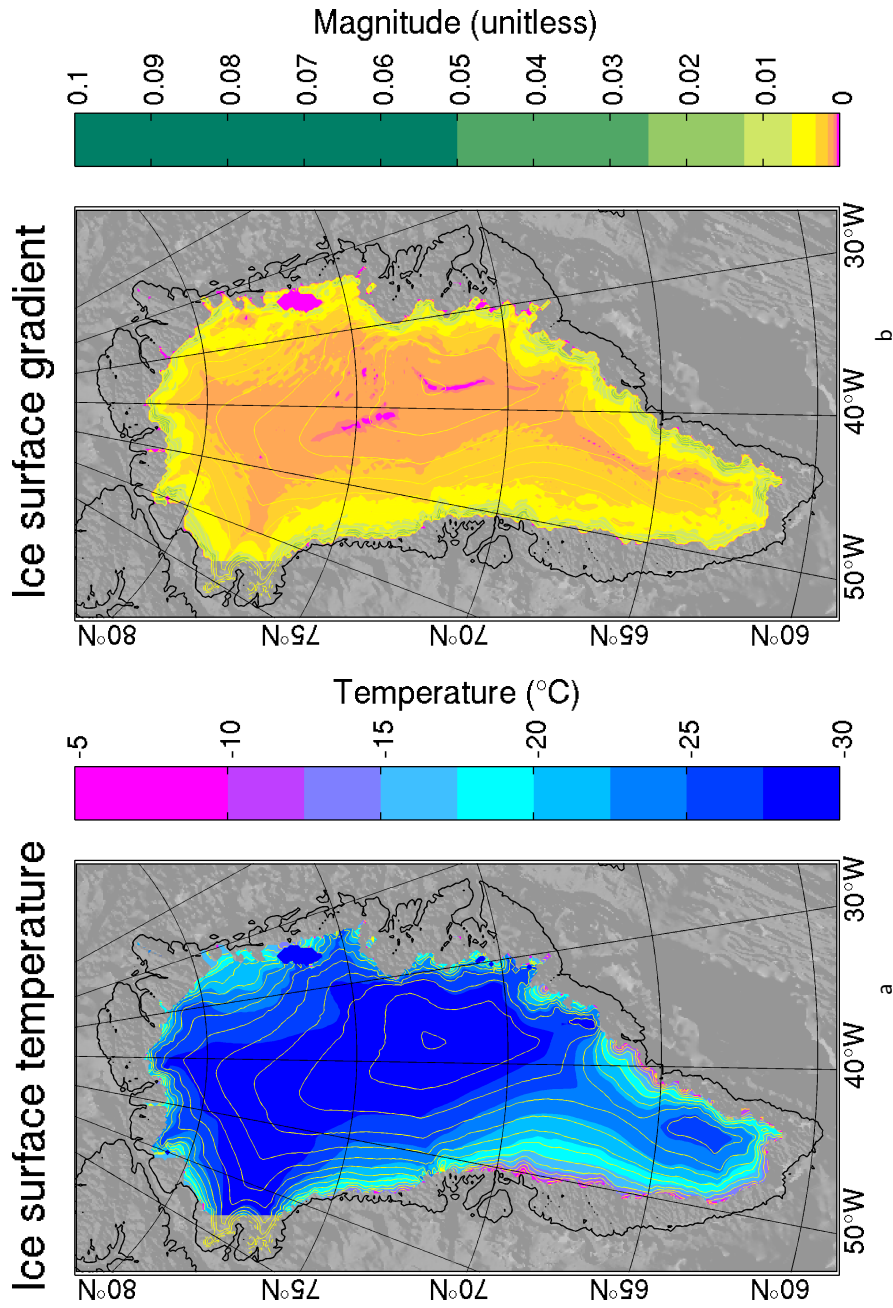 Ice surface temperature
80°N
75°N
70°N
65°N
60°N
50°W
40°W
30°W
Temperature (°C)
-5
-10
-15
-20
-25
-30
a
Ice surface gradient
80°N
75°N
70°N
65°N
60°N
50°W
40°W
30°W
Magnitude (unitless)
0.1
0.09
0.08
0.07
0.06
0.05
0.04
0.03
0.02
0.01
0
b